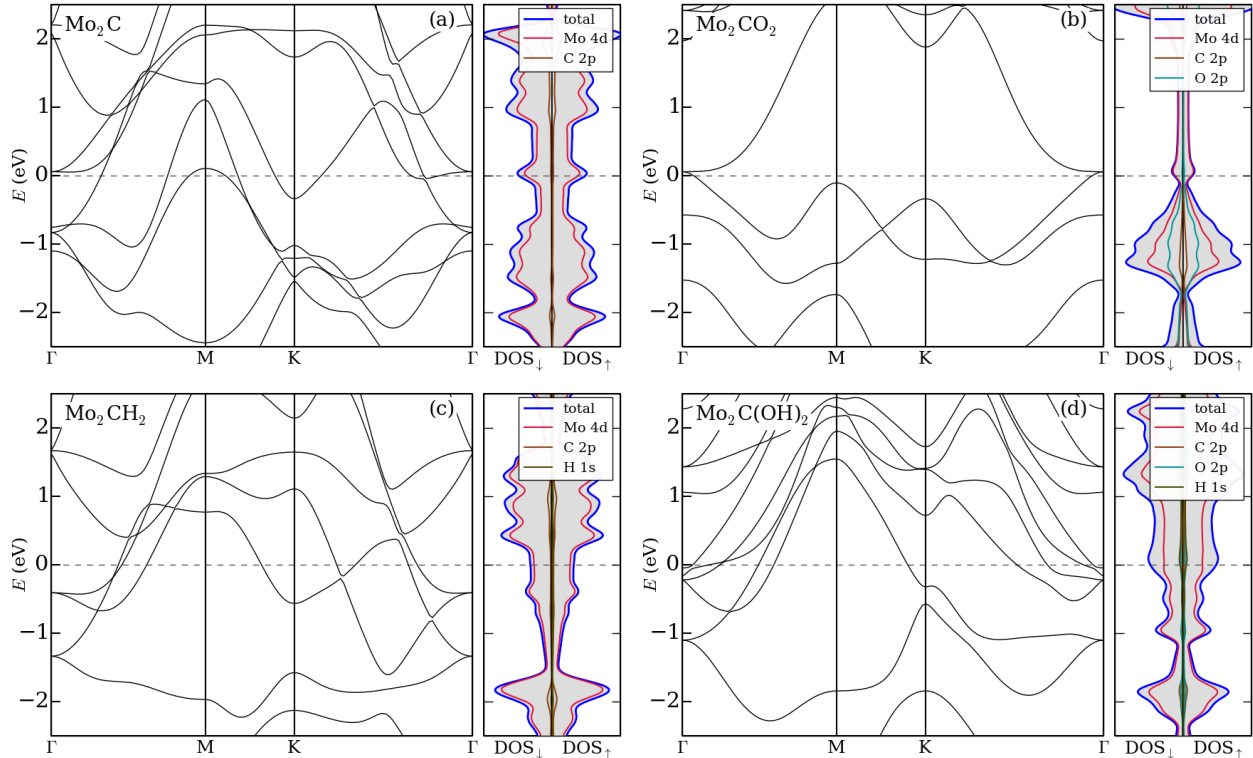 Mo₂C
(a)
total
Mo 4d
C 2p
E (eV)
2
1
0
−1
−2
Γ
M
K
Γ
DOS↓
DOS↑
Mo₂CO₂
(b)
total
Mo 4d
C 2p
O 2p
E (eV)
2
1
0
−1
−2
Γ
M
K
Γ
DOS↓
DOS↑
Mo₂CH₂
(c)
total
Mo 4d
C 2p
H 1s
E (eV)
2
1
0
−1
−2
Γ
M
K
Γ
DOS↓
DOS↑
Mo₂C(OH)₂
(d)
total
Mo 4d
C 2p
O 2p
H 1s
E (eV)
2
1
0
−1
−2
Γ
M
K
Γ
DOS↓
DOS↑